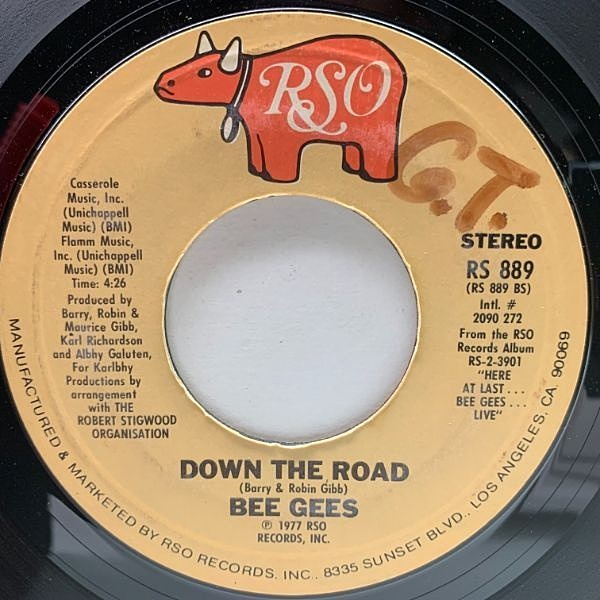 RSO
G.T.
Casserole
Music, Inc.
(Unichappell
Music) (BMI)
Flamm Music,
Inc. (Unichappell
Music) (BMI)
Time: 4:26
Produced by
Barry, Robin &
Maurice Gibb,
Karl Richardson
and Albhy Galuten,
For Karlbhy
Productions by
arrangement
with THE
ROBERT STIGWOOD
ORGANISATION
STEREO
RS 889
(RS 889 BS)
Intl. #
2090 272
From the RSO
Records Album
RS-2-3901
"HERE
AT LAST...
BEE GEES...
LIVE"
DOWN THE ROAD
(Barry & Robin Gibb)
BEE GEES
℗ 1977 RSO
RECORDS, INC.
MANUFACTURED & MARKETED BY RSO RECORDS, INC., 8335 SUNSET BLVD., LOS ANGELES, CA. 90069